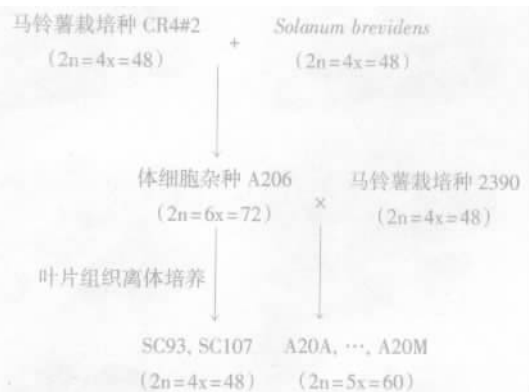 马铃薯栽培种 CR4#2 + Solanum brevidens
(2n=4x=48) (2n=4x=48)
体细胞杂种 A206 × 马铃薯栽培种 2390
(2n=6x=72) (2n=4x=48)
叶片组织离体培养
SC93, SC107 A20A, …, A20M
(2n=4x=48) (2n=5x=60)